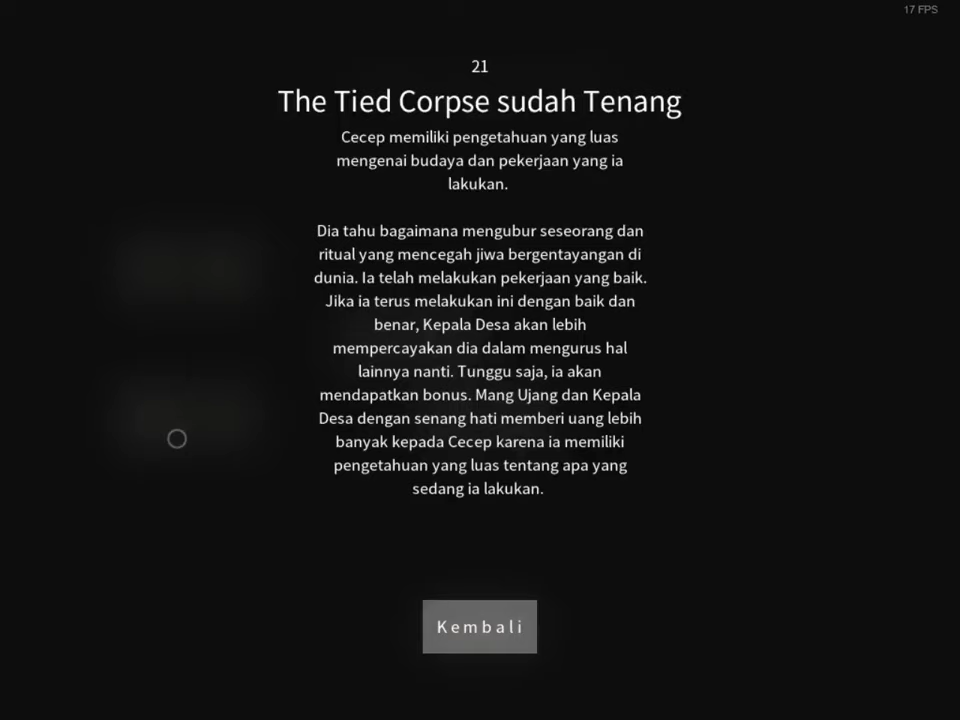 17 FPS
21
The Tied Corpse sudah Tenang
Cecep memiliki pengetahuan yang luas
mengenai budaya dan pekerjaan yang ia
lakukan.
Dia tahu bagaimana mengubur seseorang dan
ritual yang mencegah jiwa bergentayangan di
dunia. Ia telah melakukan pekerjaan yang baik.
Jika ia terus melakukan ini dengan baik dan
benar, Kepala Desa akan lebih
mempercayakan dia dalam mengurus hal
lainnya nanti. Tunggu saja, ia akan
mendapatkan bonus. Mang Ujang dan Kepala
Desa dengan senang hati memberi uang lebih
banyak kepada Cecep karena ia memiliki
pengetahuan yang luas tentang apa yang
sedang ia lakukan.
Kembali